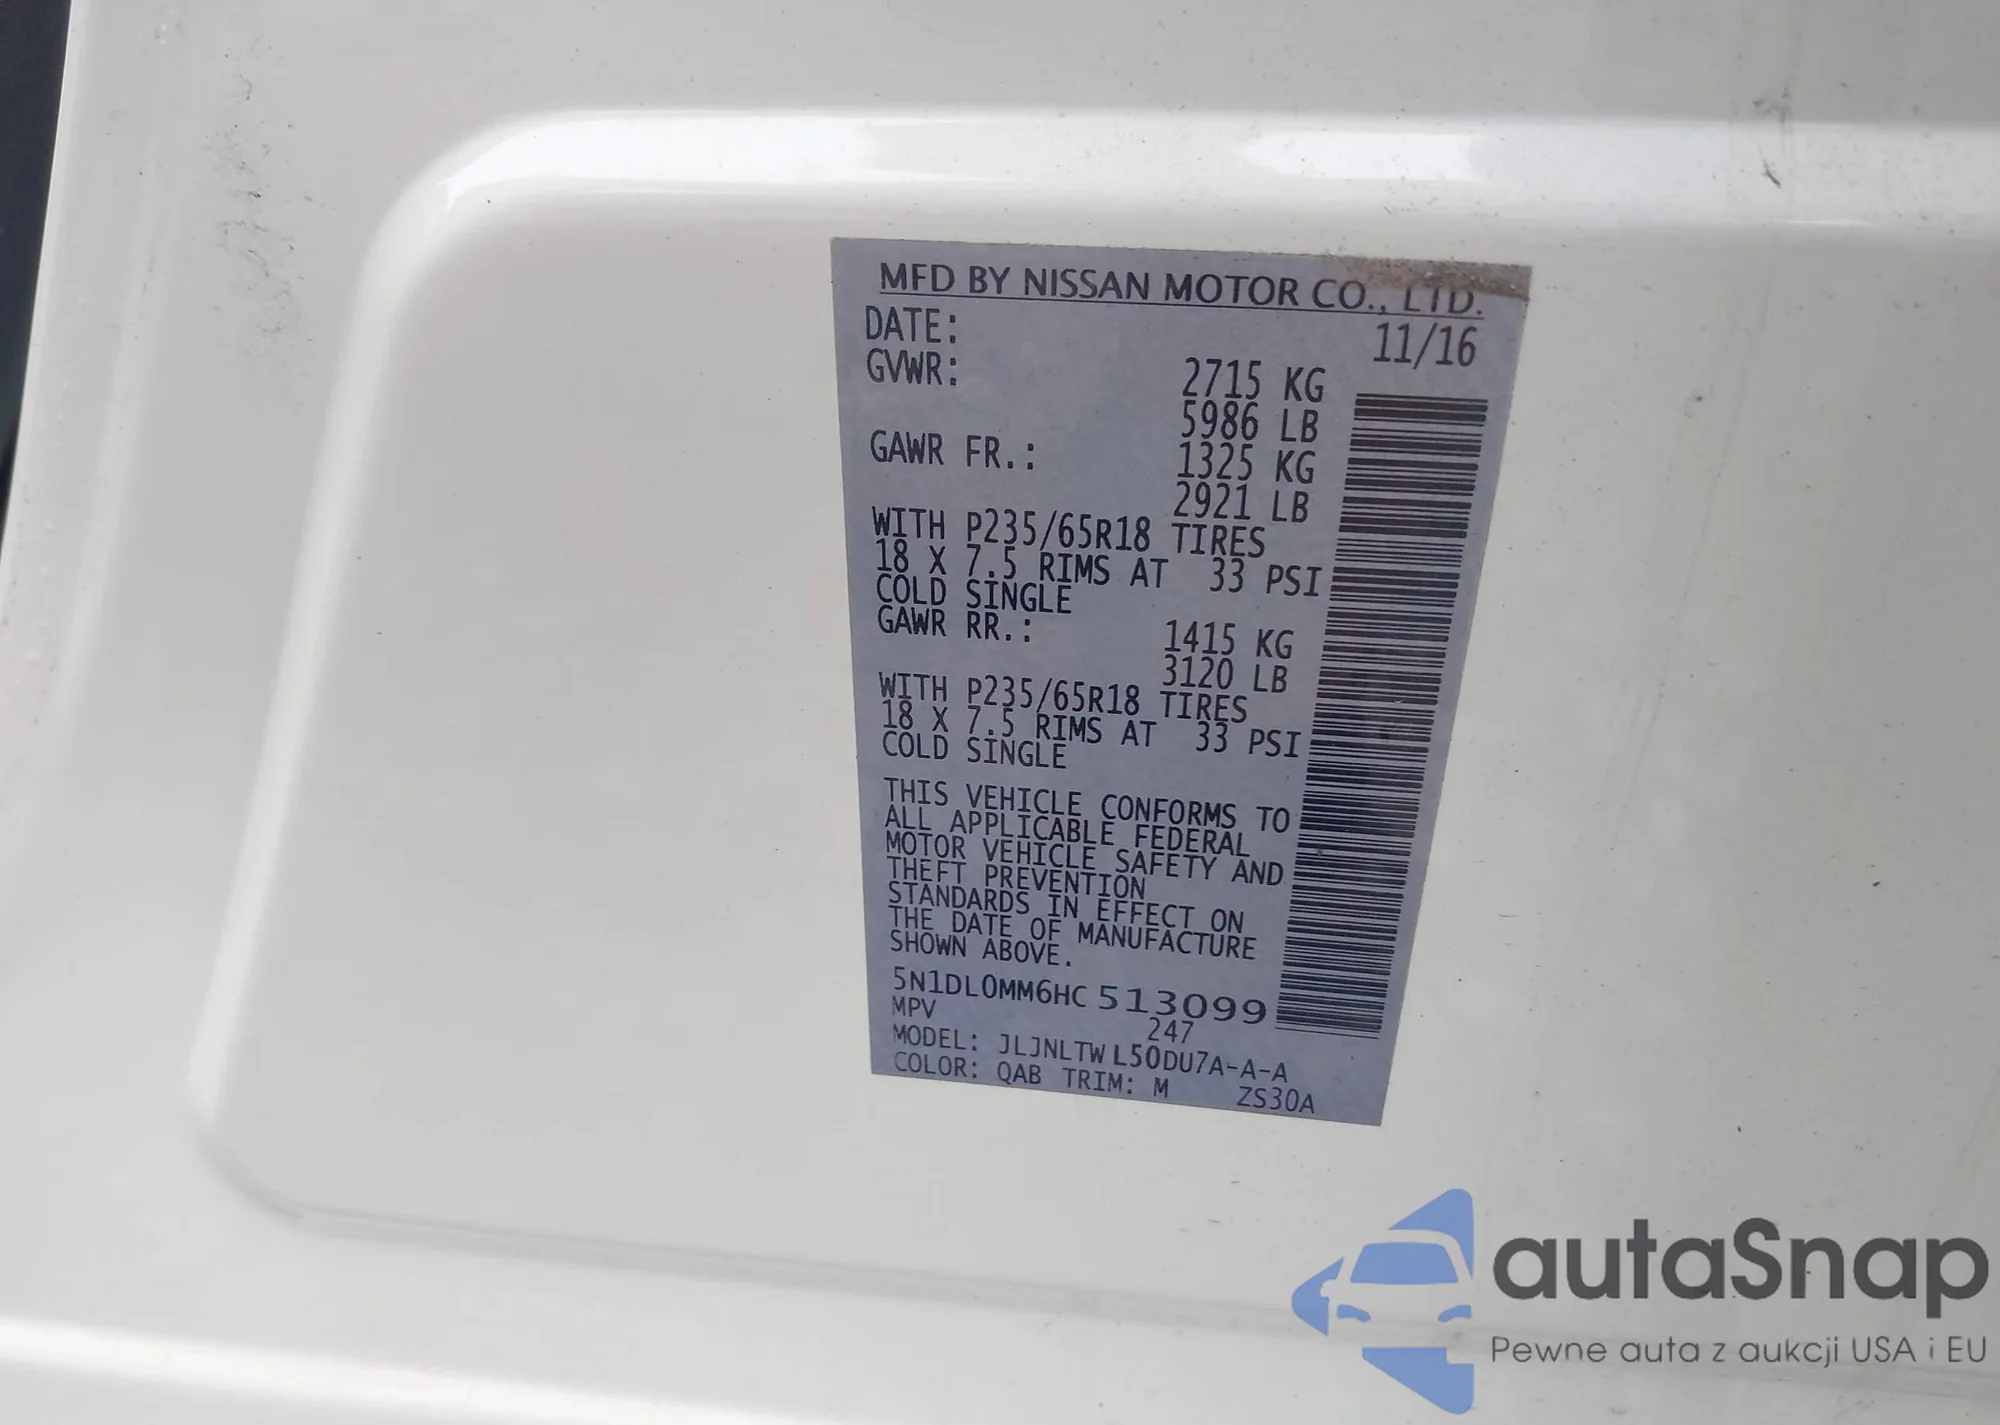 MFD BY NISSAN MOTOR CO., LTD.
DATE: 11/16
GVWR: 2715 KG
5986 LB
GAWR FR.: 1325 KG
2921 LB
WITH P235/65R18 TIRES
18 X 7.5 RIMS AT 33 PSI
COLD SINGLE
GAWR RR.: 1415 KG
3120 LB
WITH P235/65R18 TIRES
18 X 7.5 RIMS AT 33 PSI
COLD SINGLE
THIS VEHICLE CONFORMS TO
ALL APPLICABLE FEDERAL
MOTOR VEHICLE SAFETY AND
THEFT PREVENTION
STANDARDS IN EFFECT ON
THE DATE OF MANUFACTURE
SHOWN ABOVE.
5N1DL0MM6HC 513099
MPV 247
MODEL: JLJNLTW L50DU7A-A-A
COLOR: QAB TRIM: M ZS30A
autaSnap
Pewne auta z aukcji USA i EU